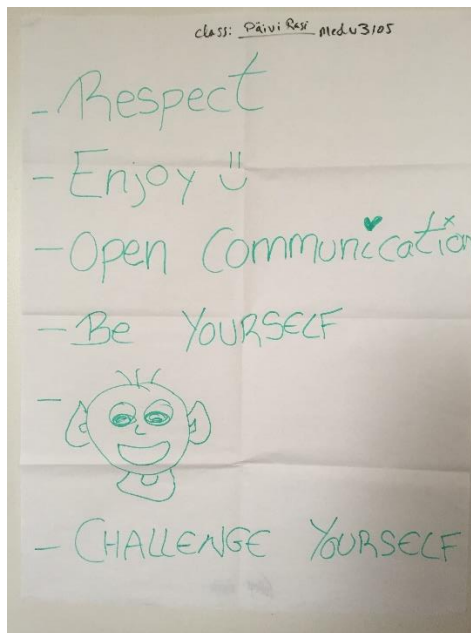 class: Päivi Rasi medu3105
- Respect
- Enjoy
- Open Communication
- Be YOURSELF
-
- CHALLENGE YOURSELF